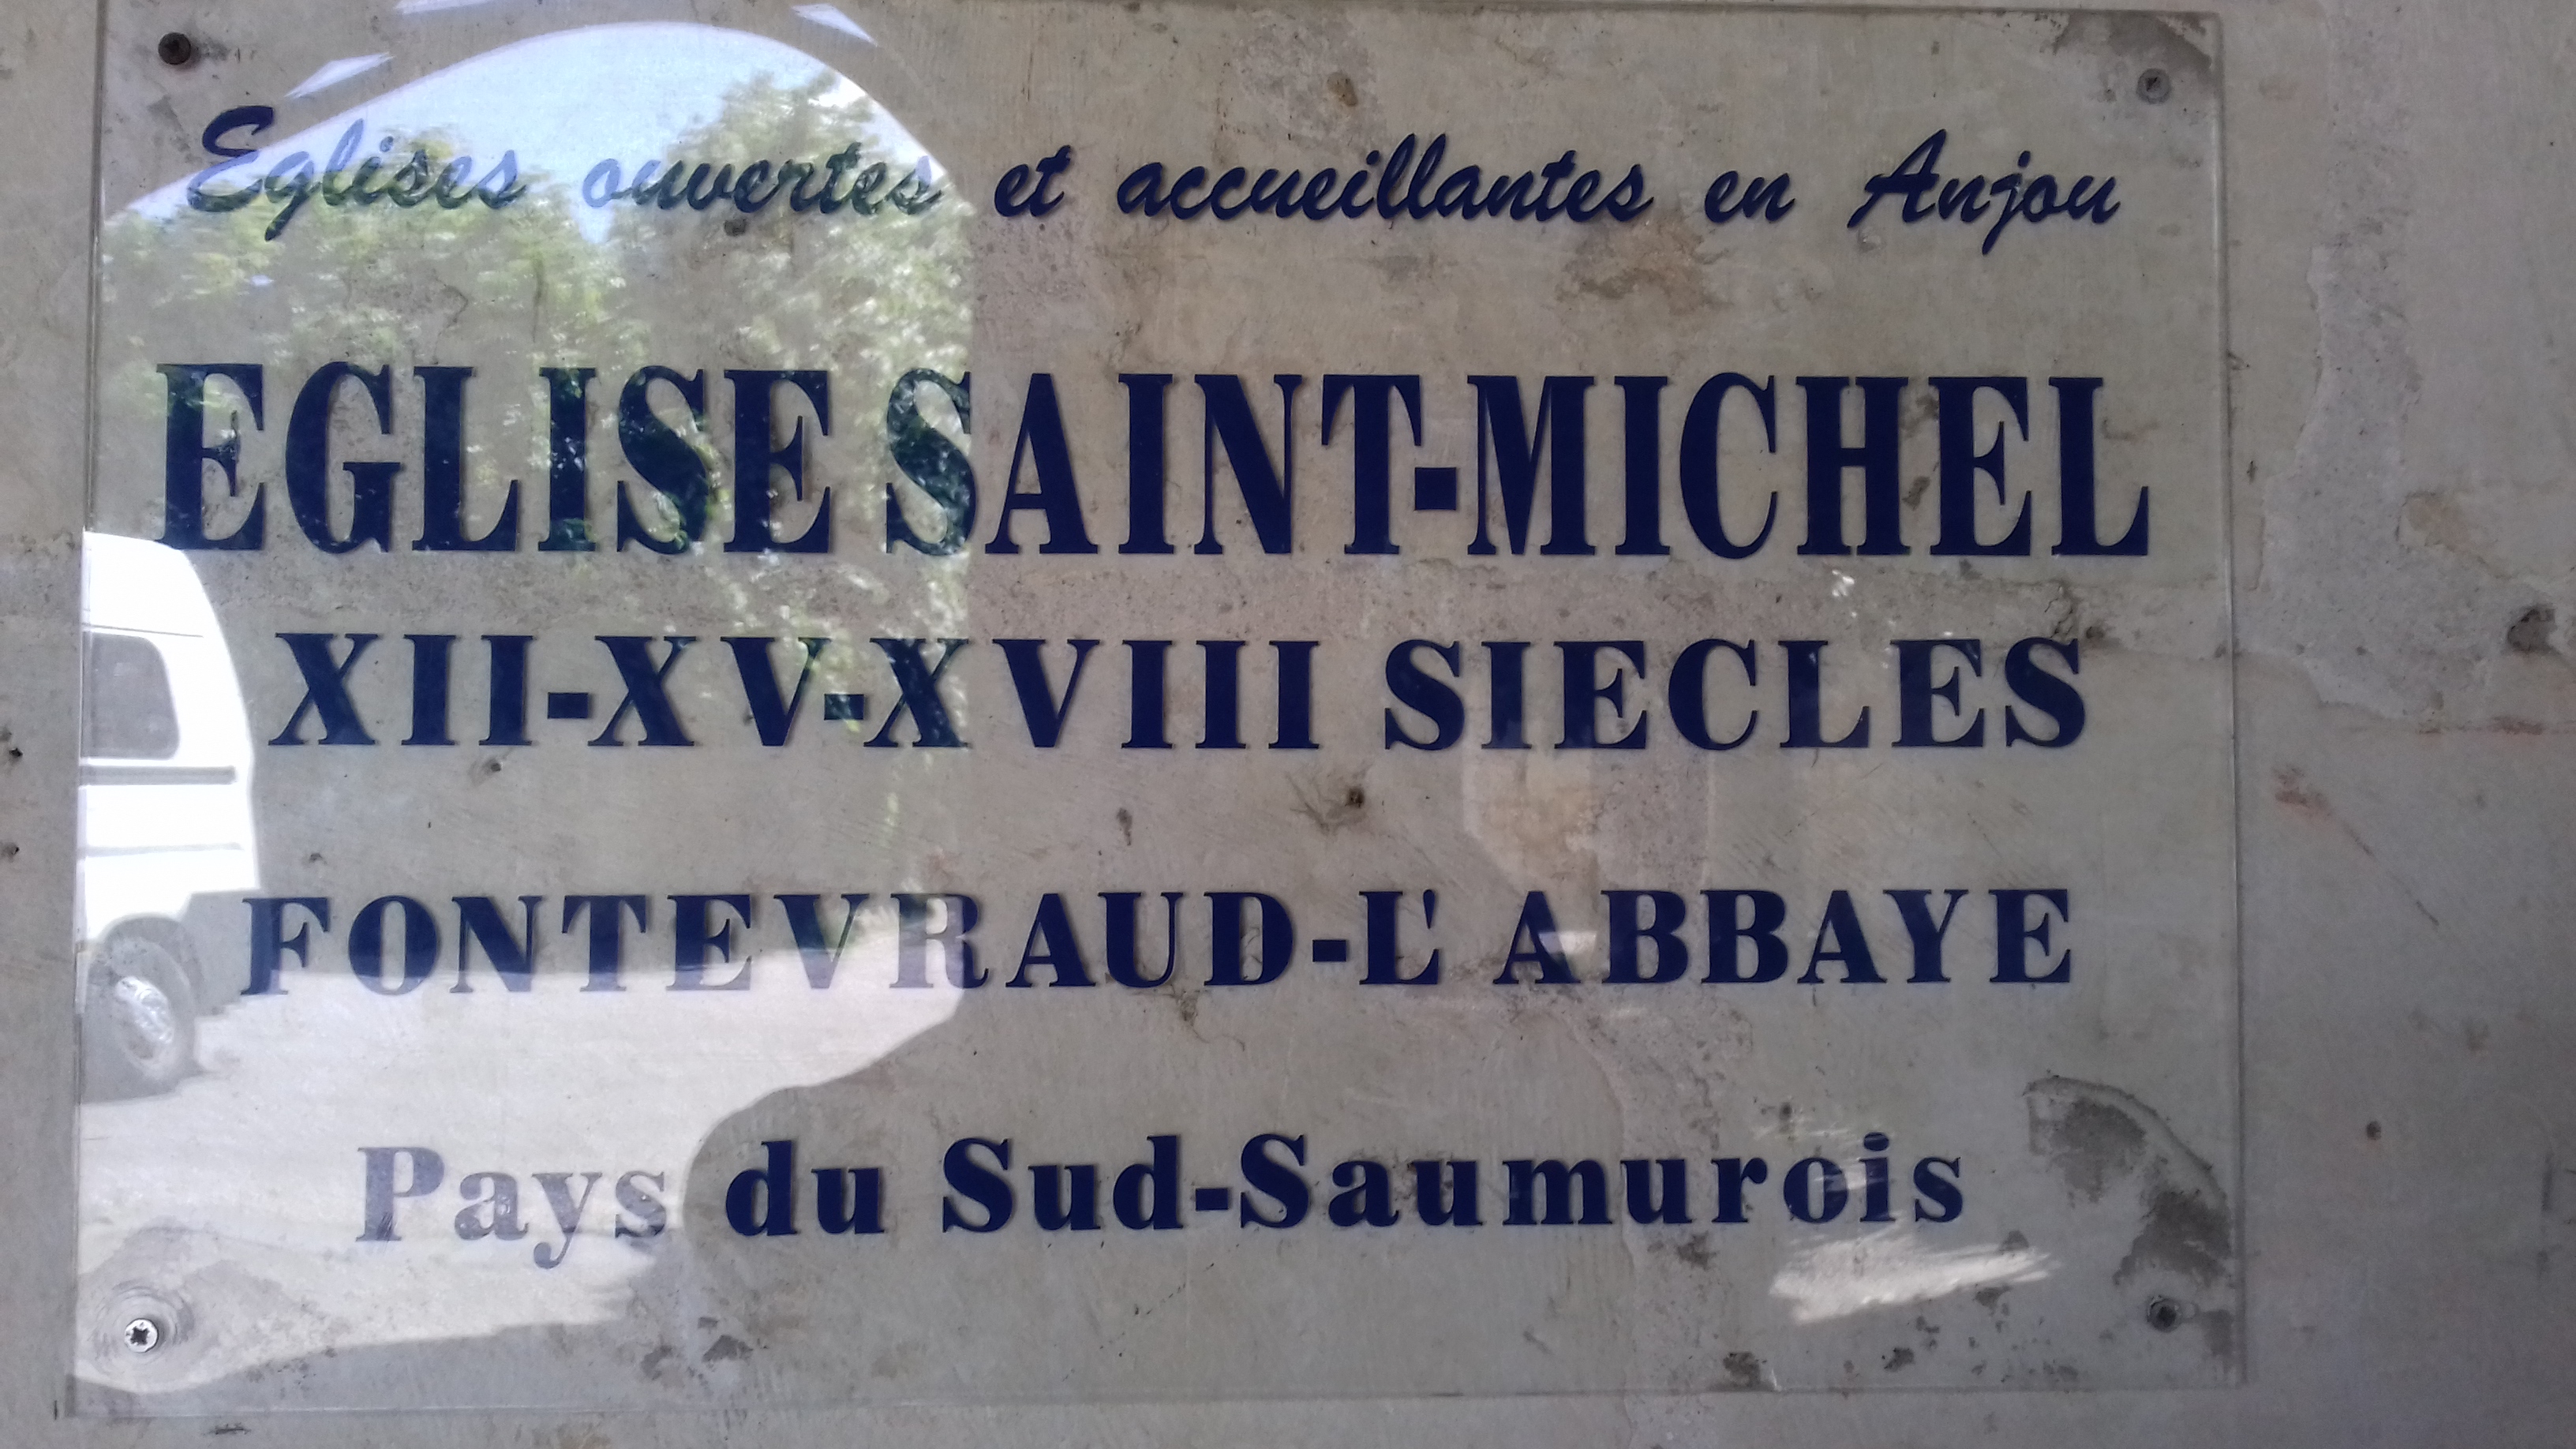 Eglises ouvertes et accueillantes en Anjou
EGLISE SAINT-MICHEL
XII-XV-XVIII SIECLES
FONTEVRAUD-L'ABBAYE
Pays du Sud-Saumurois